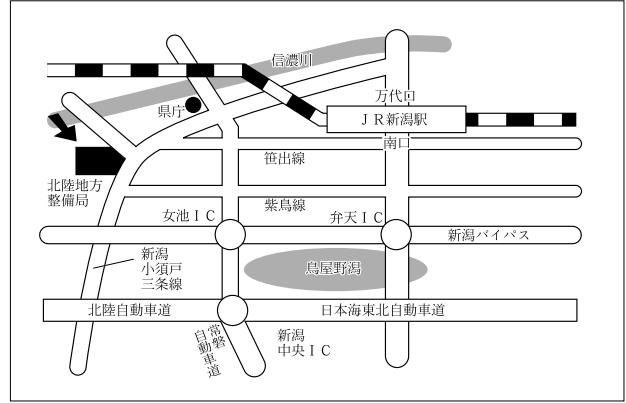 信濃川
万代口
県庁
ＪＲ新潟駅
南口
笹出線
北陸地方
整備局
紫鳥線
女池ＩＣ
弁天ＩＣ
新潟バイパス
新潟
小須戸
三条線
鳥屋野潟
北陸自動車道
日本海東北自動車道
常磐
自動車道
新潟
中央ＩＣ